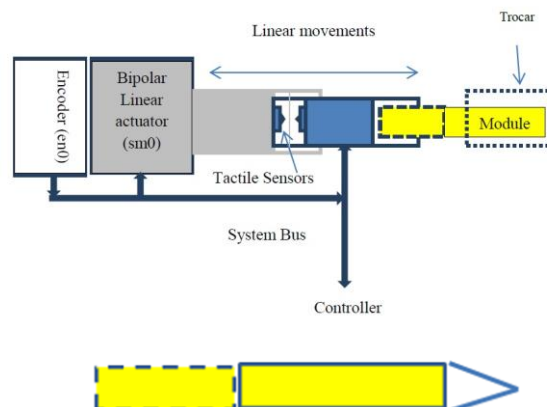 Trocar
Linear movements
Encoder (en0)
Bipolar
Linear
actuator
(sm0)
Module
Tactile Sensors
System Bus
Controller